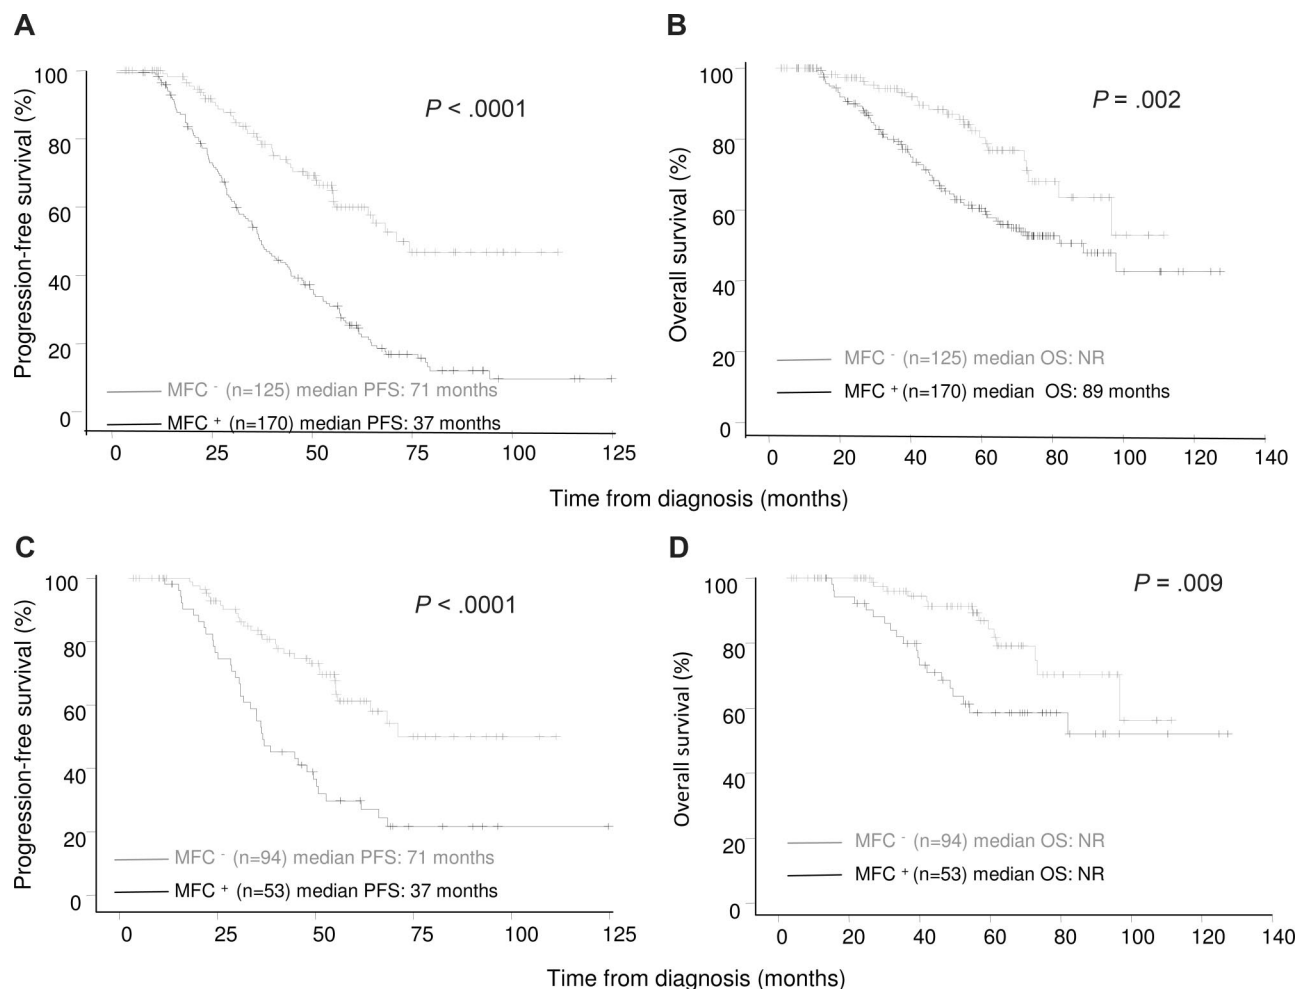 A
Progression-free survival (%)
100
80
60
40
20
0
P < .0001
MFC - (n=125) median PFS: 71 months
MFC + (n=170) median PFS: 37 months
0 25 50 75 100 125
B
Overall survival (%)
100
80
60
40
20
0
P = .002
MFC - (n=125) median OS: NR
MFC + (n=170) median OS: 89 months
0 20 40 60 80 100 120 140
Time from diagnosis (months)
C
Progression-free survival (%)
100
80
60
40
20
0
P < .0001
MFC - (n=94) median PFS: 71 months
MFC + (n=53) median PFS: 37 months
0 25 50 75 100 125
D
Overall survival (%)
100
80
60
40
20
0
P = .009
MFC - (n=94) median OS: NR
MFC + (n=53) median OS: NR
0 20 40 60 80 100 120 140
Time from diagnosis (months)